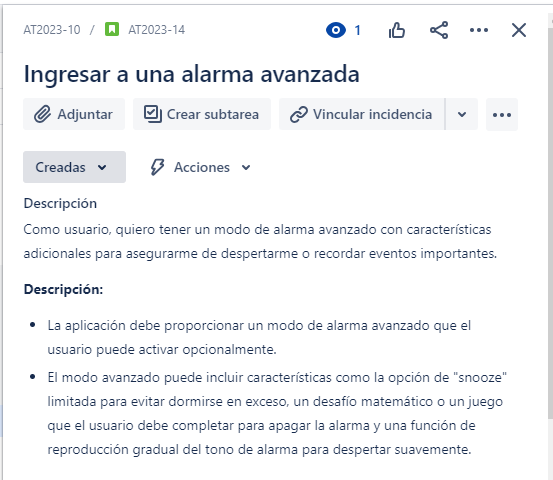 AT2023-10 / AT2023-14 1
Ingresar a una alarma avanzada
Adjuntar Crear subtarea Vincular incidencia
Creadas Acciones
Descripción
Como usuario, quiero tener un modo de alarma avanzado con características
adicionales para asegurarme de despertarme o recordar eventos importantes.
Descripción:
• La aplicación debe proporcionar un modo de alarma avanzado que el
usuario puede activar opcionalmente.
• El modo avanzado puede incluir características como la opción de "snooze"
limitada para evitar dormirse en exceso, un desafío matemático o un juego
que el usuario debe completar para apagar la alarma y una función de
reproducción gradual del tono de alarma para despertar suavemente.